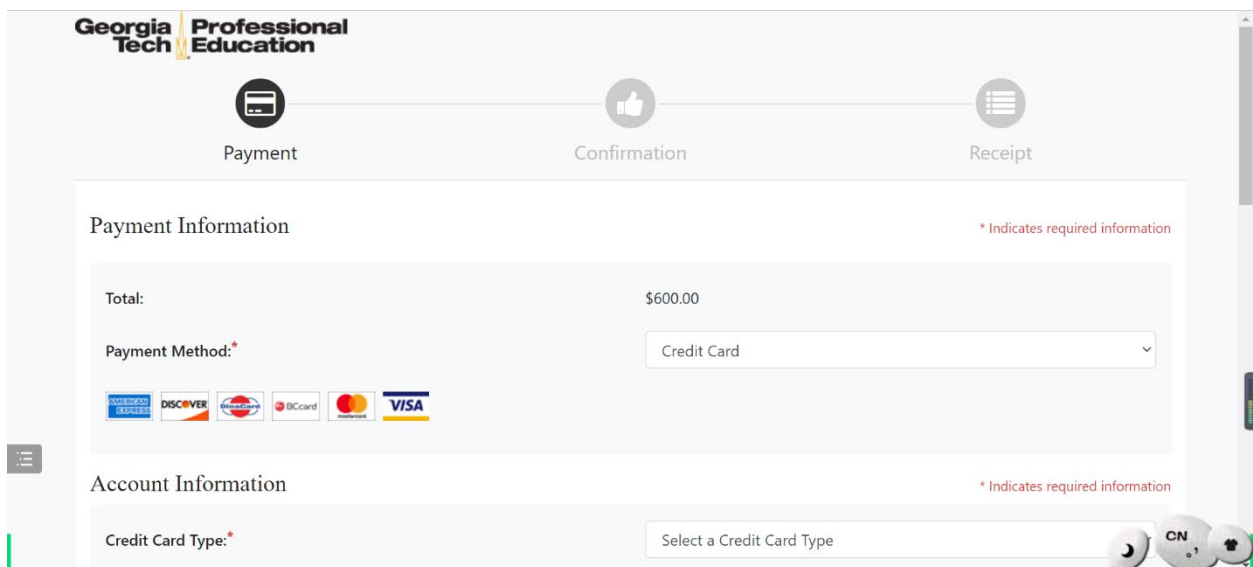 Georgia Professional
Tech Education
Payment
Confirmation
Receipt
Payment Information
* Indicates required information
Total:
$600.00
Payment Method:*
Credit Card
AMERICAN EXPRESS
DISCOVER
DinaCard
BCcard
mastercard
VISA
Account Information
* Indicates required information
Credit Card Type:*
Select a Credit Card Type
CN